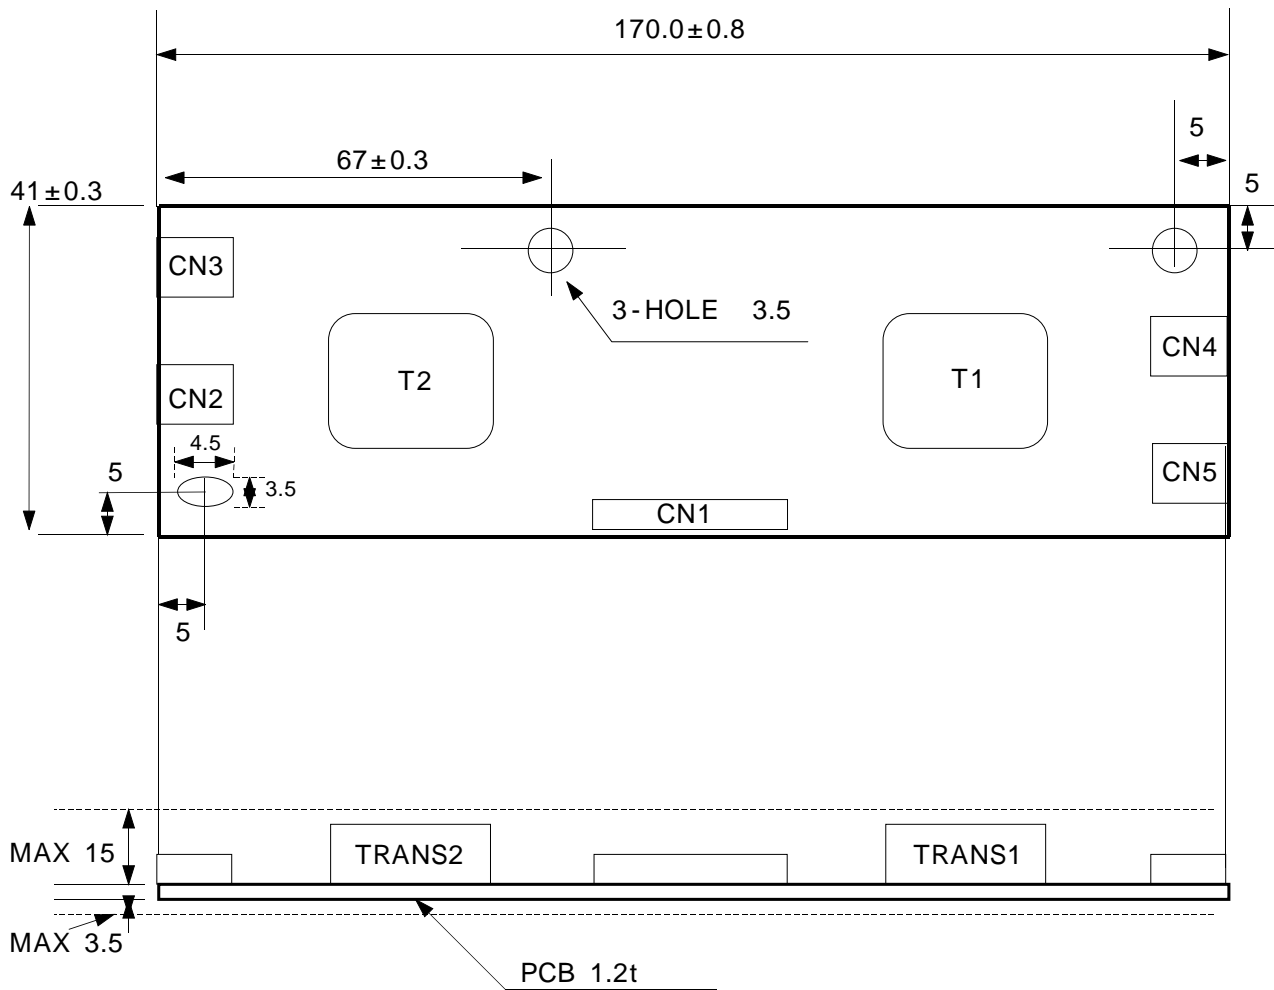 170.0±0.8
5
67±0.3
41±0.3
5
CN3
3-HOLE 3.5
CN4
T2
T1
CN2
4.5
5
3.5
CN5
CN1
5
MAX 15
TRANS2
TRANS1
MAX 3.5
PCB 1.2t